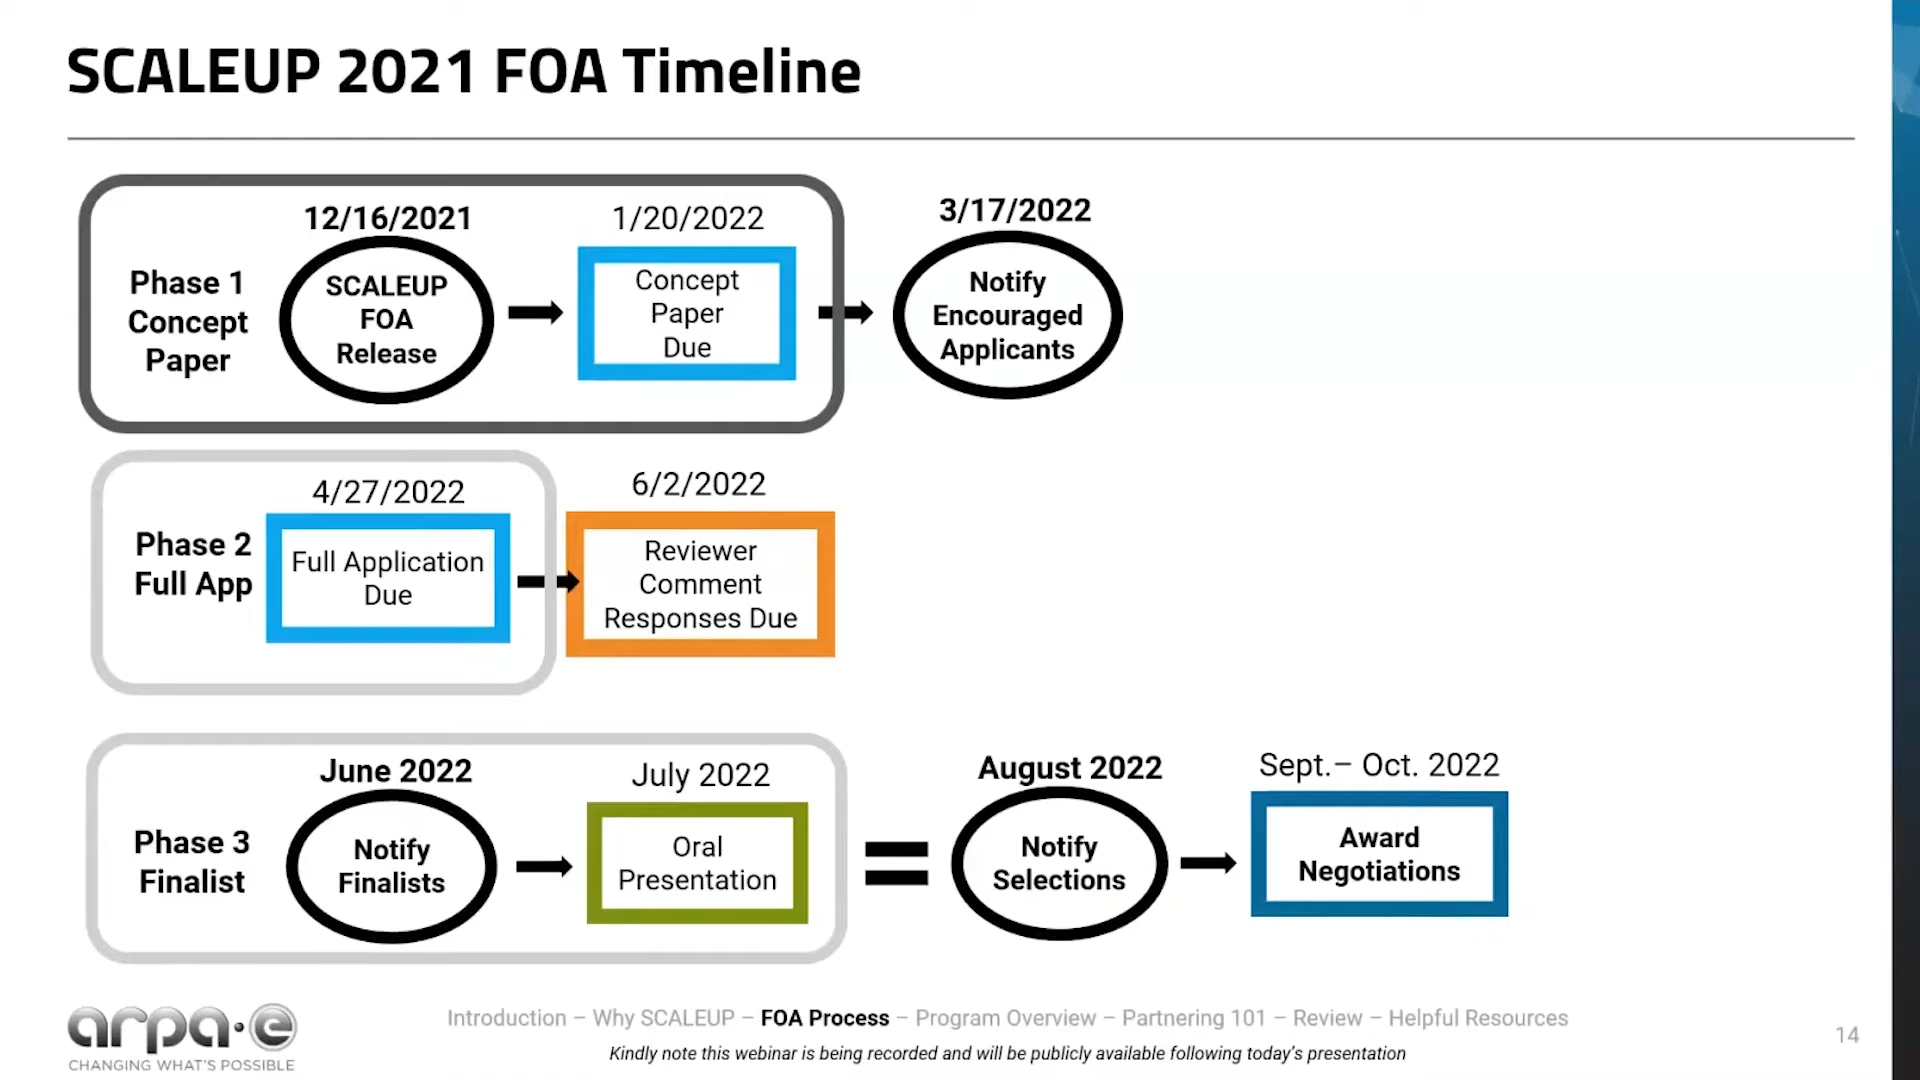 SCALEUP 2021 FOA Timeline
Phase 1
Concept
Paper
12/16/2021
SCALEUP
FOA
Release
1/20/2022
Concept
Paper
Due
3/17/2022
Notify
Encouraged
Applicants
Phase 2
Full App
4/27/2022
Full Application
Due
6/2/2022
Reviewer
Comment
Responses Due
Phase 3
Finalist
June 2022
Notify
Finalists
July 2022
Oral
Presentation
August 2022
Notify
Selections
Sept.– Oct. 2022
Award
Negotiations
arpa·e
CHANGING WHAT'S POSSIBLE
Introduction – Why SCALEUP – FOA Process – Program Overview – Partnering 101 – Review – Helpful Resources
Kindly note this webinar is being recorded and will be publicly available following today's presentation
14